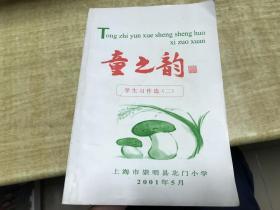 Tong zhi yun xue sheng sheng huo
xi zuo xuan
童之韵
学生习作选（二）
上海市崇明县北门小学
2001年5月